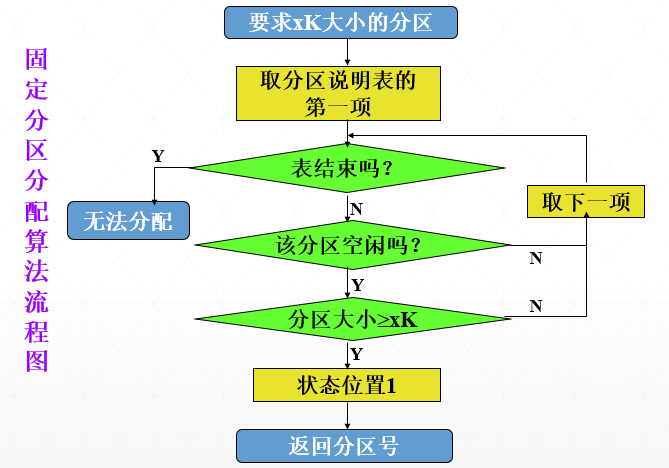 固定分区分配算法流程图
要求xK大小的分区
取分区说明表的
第一项
表结束吗？
Y
无法分配
N
取下一项
该分区空闲吗？
N
Y
分区大小≥xK
N
Y
状态位置1
返回分区号